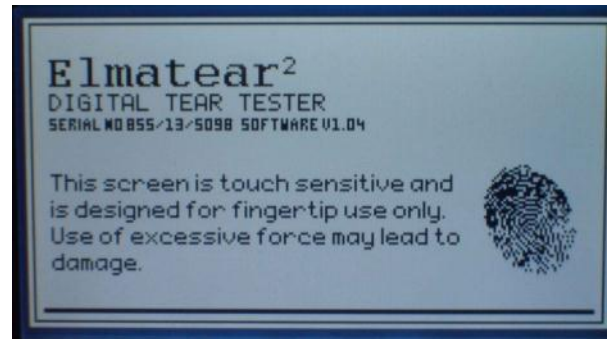 Elmatear²
DIGITAL TEAR TESTER
SERIAL NO 855/13/5098 SOFTWARE V1.04
This screen is touch sensitive and
is designed for fingertip use only.
Use of excessive force may lead to
damage.